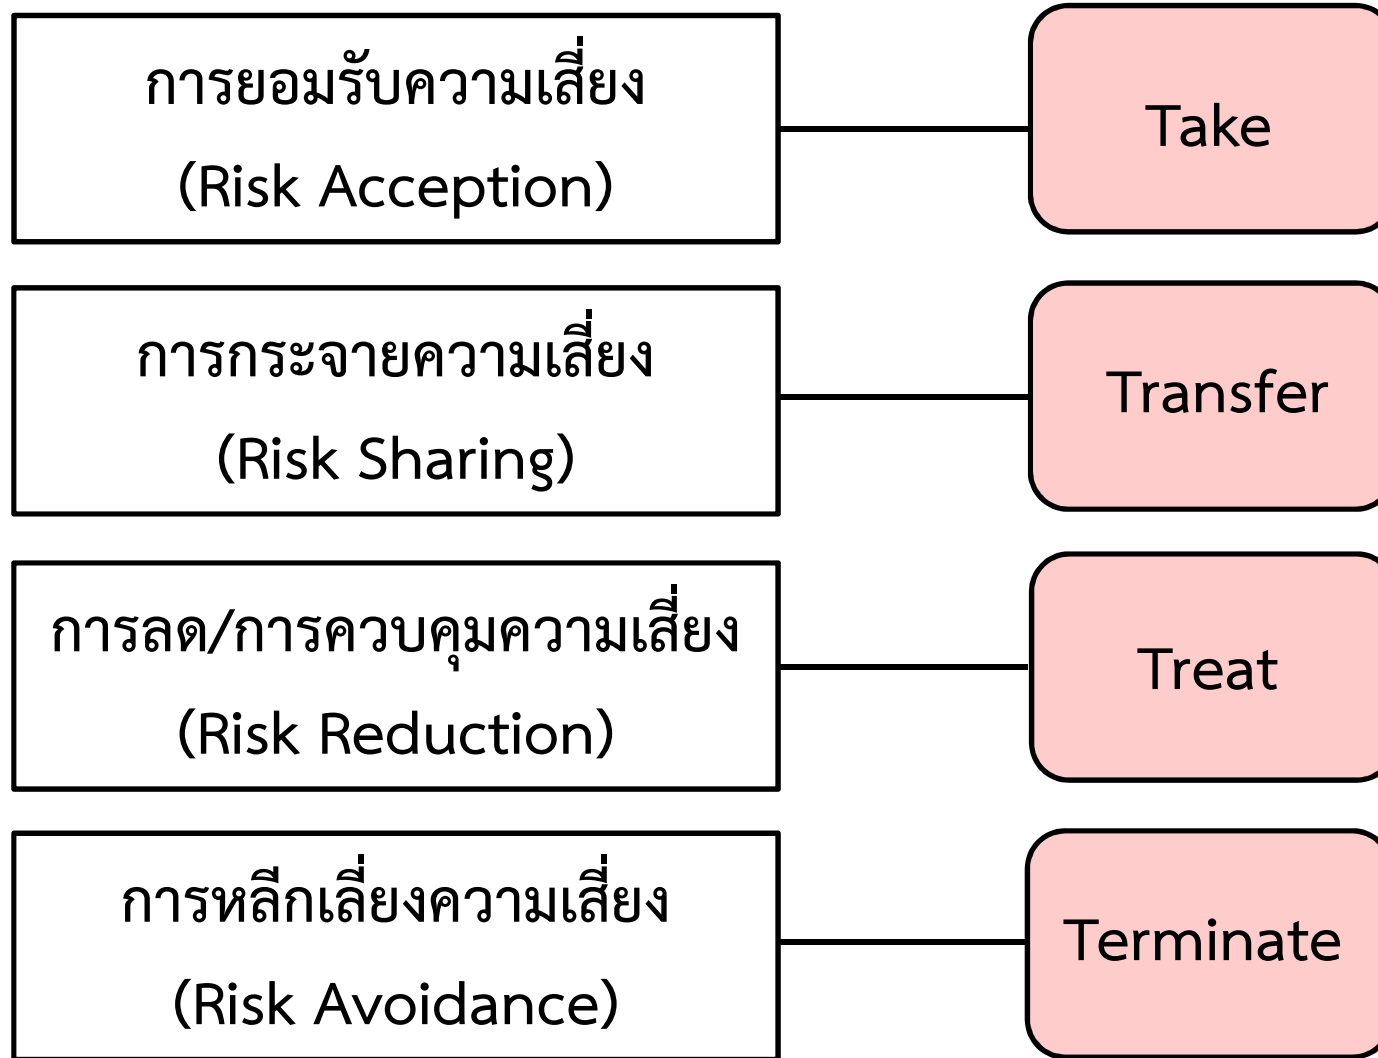 การยอมรับความเสี่ยง
(Risk Acception)
Take
การกระจายความเสี่ยง
(Risk Sharing)
Transfer
การลด/การควบคุมความเสี่ยง
(Risk Reduction)
Treat
การหลีกเลี่ยงความเสี่ยง
(Risk Avoidance)
Terminate